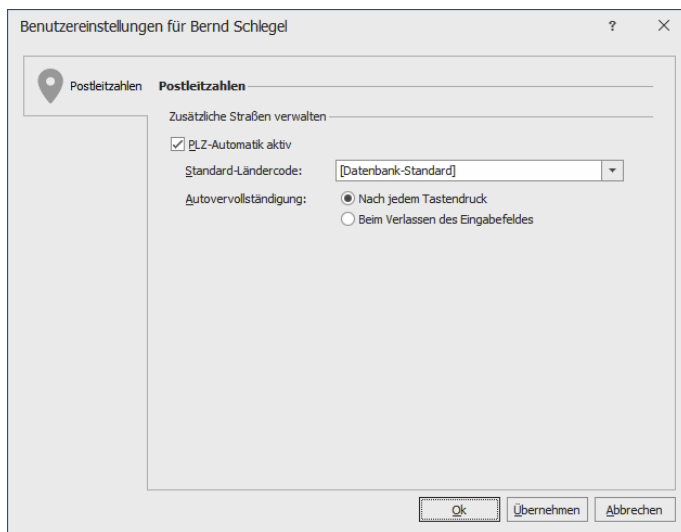 Benutzereinstellungen für Bernd Schlegel ?
Postleitzahlen
Postleitzahlen
Zusätzliche Straßen verwalten
PLZ-Automatik aktiv
Standard-Ländercode: [Datenbank-Standard]
Autovervollständigung: Nach jedem Tastendruck
Beim Verlassen des Eingabefeldes
Ok Übernehmen Abbrechen